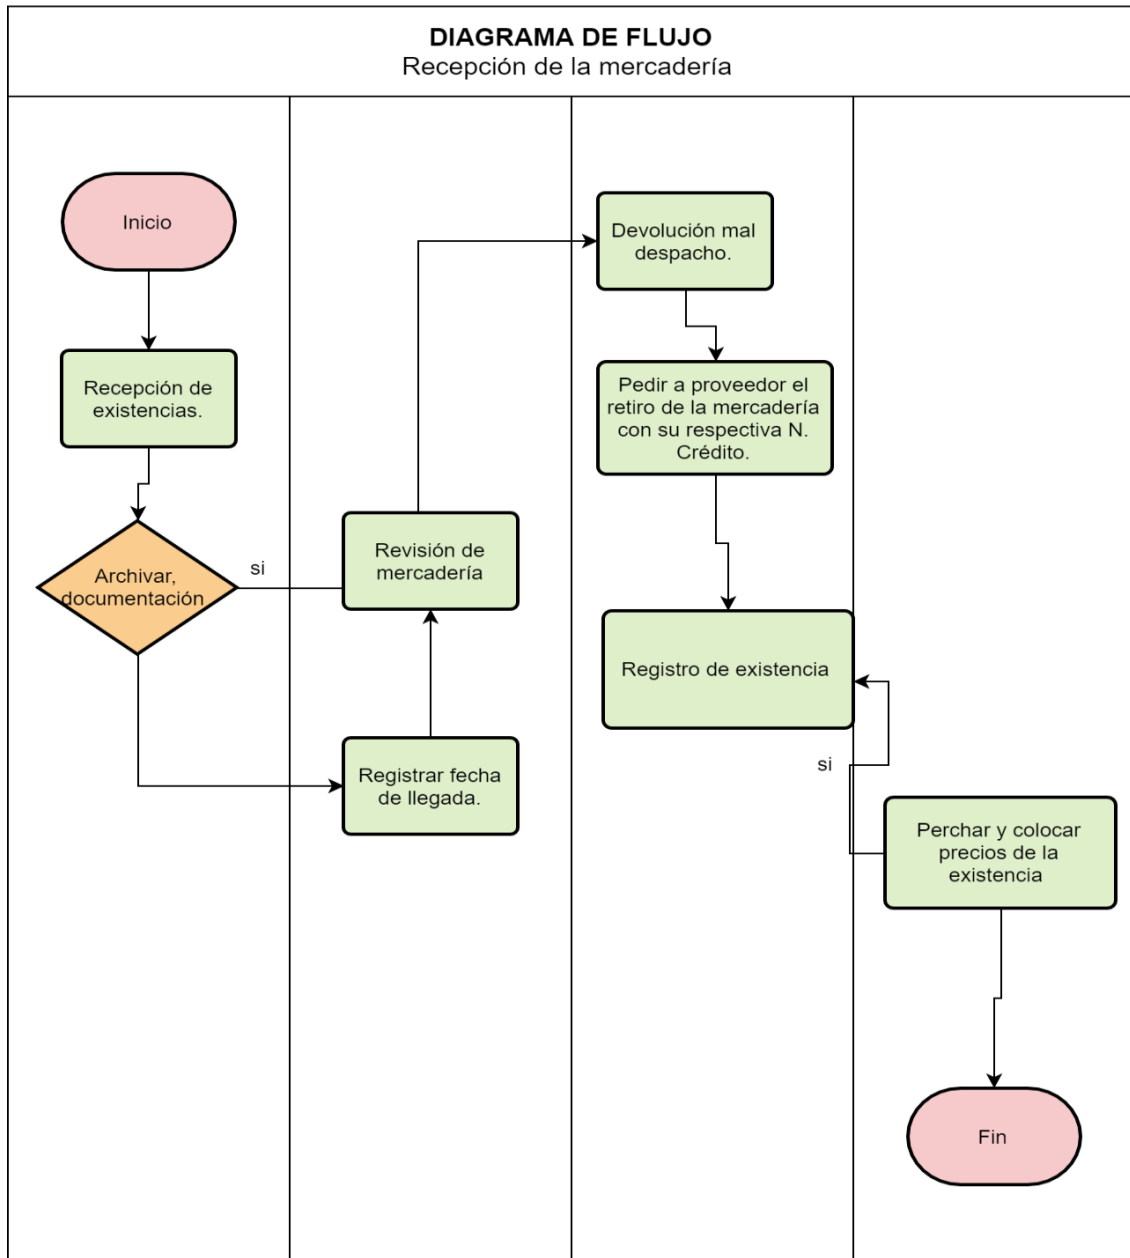 DIAGRAMA DE FLUJO
Recepción de la mercadería
Inicio
Recepción de
existencias.
Archivar,
documentación
si
Revisión de
mercadería
Registrar fecha
de llegada.
Devolución mal
despacho.
Pedir a proveedor el
retiro de la mercadería
con su respectiva N.
Crédito.
Registro de existencia
si
Perchar y colocar
precios de la
existencia
Fin